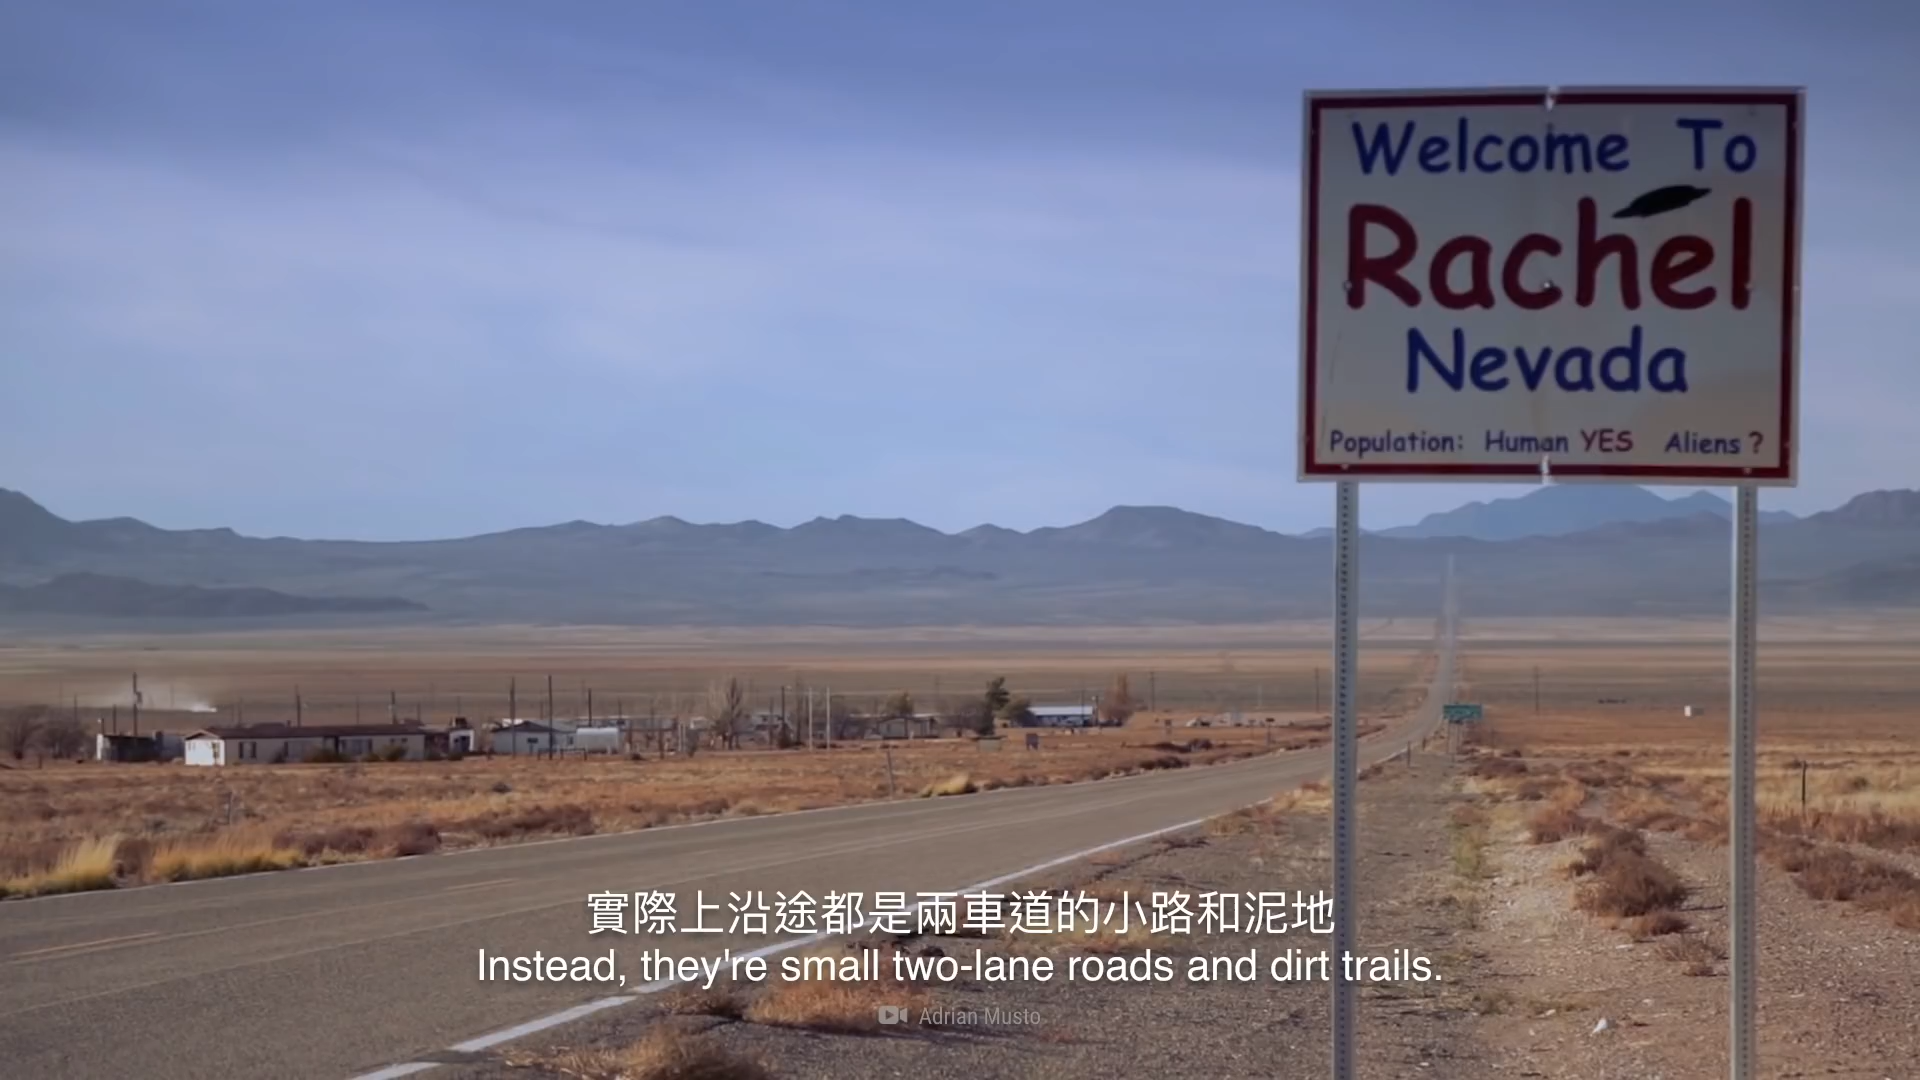 Welcome To
Rachel
Nevada
Population: Human YES Aliens ?
實際上沿途都是兩車道的小路和泥地
Instead, they're small two-lane roads and dirt trails.
Adrian Musto